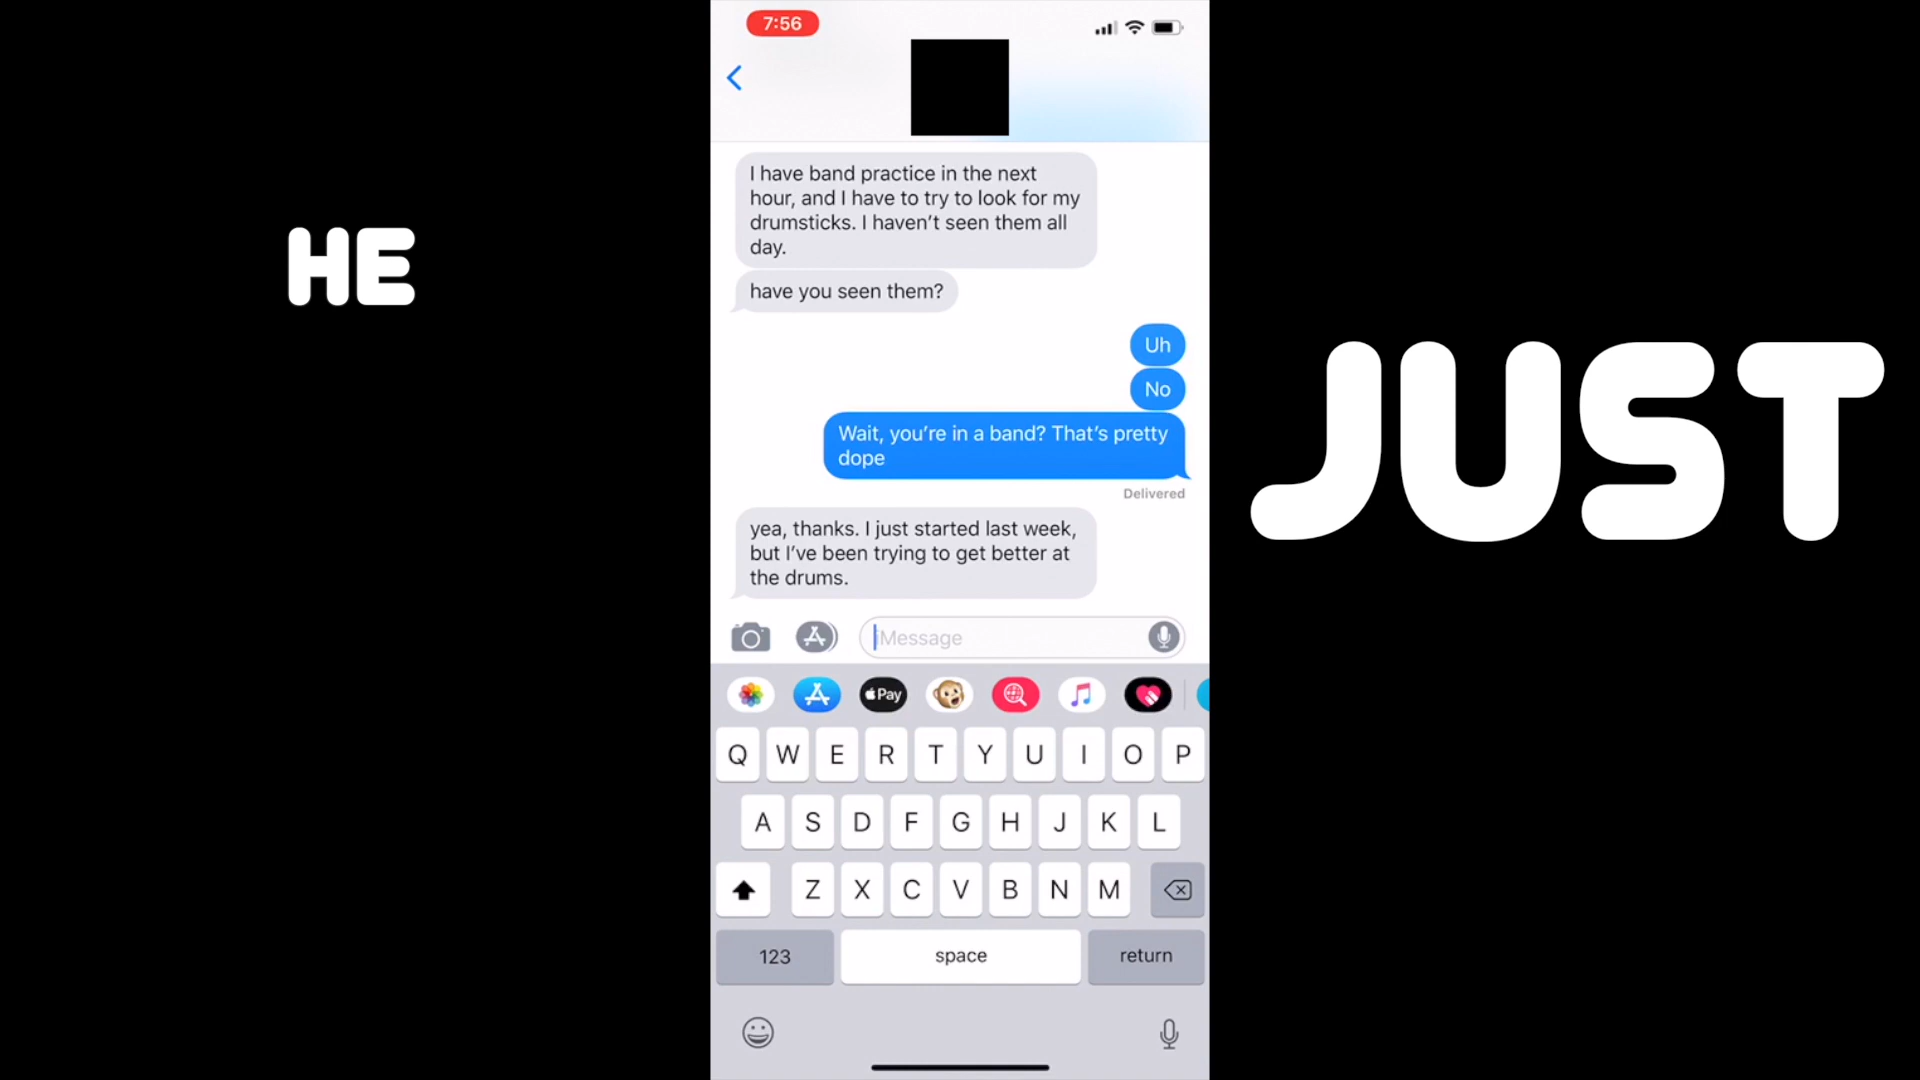 7:56
HE
JUST
I have band practice in the next
hour, and I have to try to look for my
drumsticks. I haven't seen them all
day.
have you seen them?
Uh
No
Wait, you're in a band? That's pretty
dope
Delivered
yea, thanks. I just started last week,
but I've been trying to get better at
the drums.
iMessage
Pay
Q W E R T Y U I O P
A S D F G H J K L
Z X C V B N M
123 space return